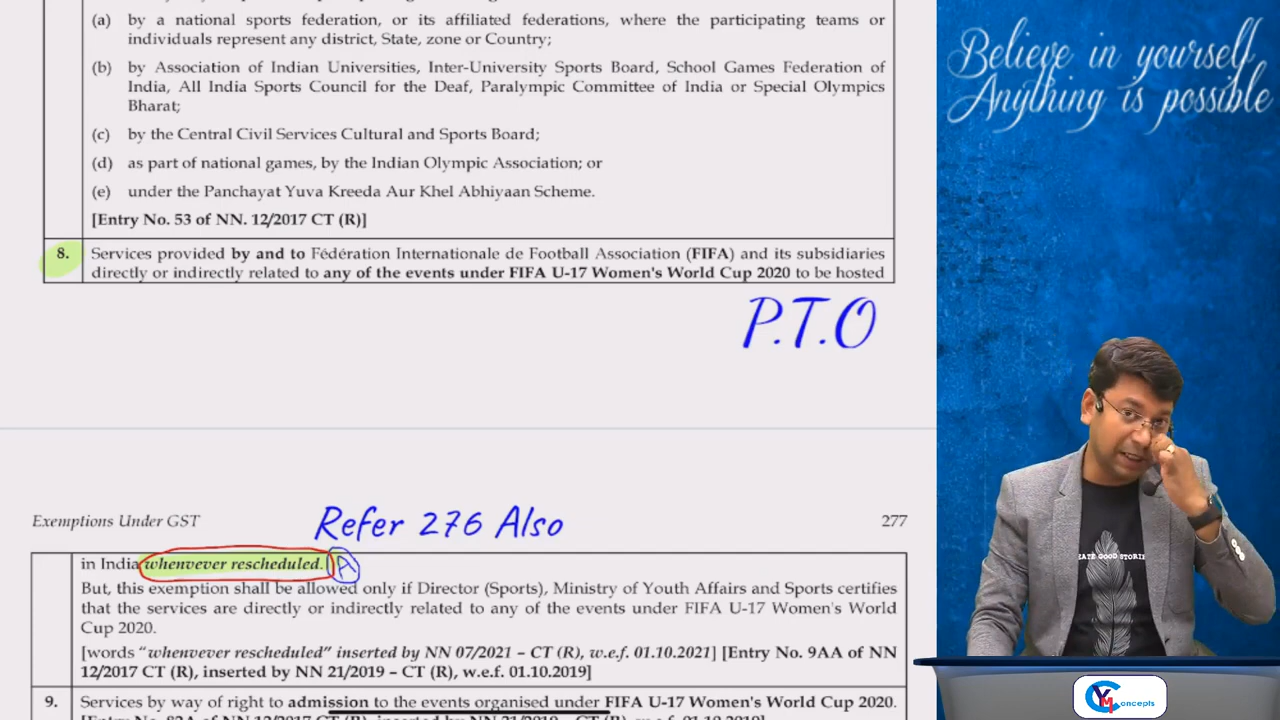 (a) by a national sports federation, or its affiliated federations, where the participating teams or
individuals represent any district, State, zone or Country;
(b) by Association of Indian Universities, Inter-University Sports Board, School Games Federation of
India, All India Sports Council for the Deaf, Paralympic Committee of India or Special Olympics
Bharat;
(c) by the Central Civil Services Cultural and Sports Board;
(d) as part of national games, by the Indian Olympic Association; or
(e) under the Panchayat Yuva Kreeda Aur Khel Abhiyaan Scheme.
[Entry No. 53 of NN. 12/2017 CT (R)]
8. Services provided by and to Fédération Internationale de Football Association (FIFA) and its subsidiaries
directly or indirectly related to any of the events under FIFA U-17 Women's World Cup 2020 to be hosted
P.T.O
Refer 276 Also
Exemptions Under GST 277
in India whenvever rescheduled. A
But, this exemption shall be allowed only if Director (Sports), Ministry of Youth Affairs and Sports certifies
that the services are directly or indirectly related to any of the events under FIFA U-17 Women's World
Cup 2020.
[words "whenvever rescheduled" inserted by NN 07/2021 – CT (R), w.e.f. 01.10.2021] [Entry No. 9AA of NN
12/2017 CT (R), inserted by NN 21/2019 – CT (R), w.e.f. 01.10.2019]
9. Services by way of right to admission to the events organised under FIFA U-17 Women's World Cup 2020.
Believe in yourself
Anything is possible
EATE GOOD STORIE
YM
Concepts